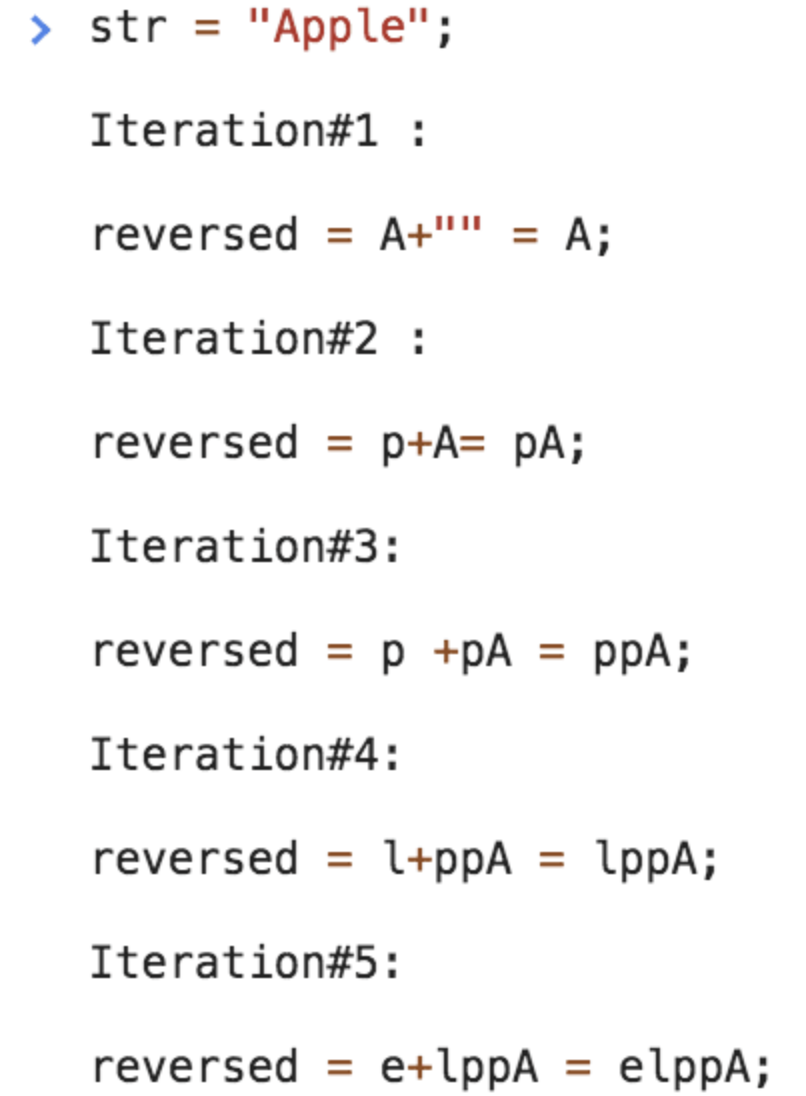 > str = "Apple";
Iteration#1 :
reversed = A+"" = A;
Iteration#2 :
reversed = p+A= pA;
Iteration#3:
reversed = p +pA = ppA;
Iteration#4:
reversed = l+ppA = lppA;
Iteration#5:
reversed = e+lppA = elppA;